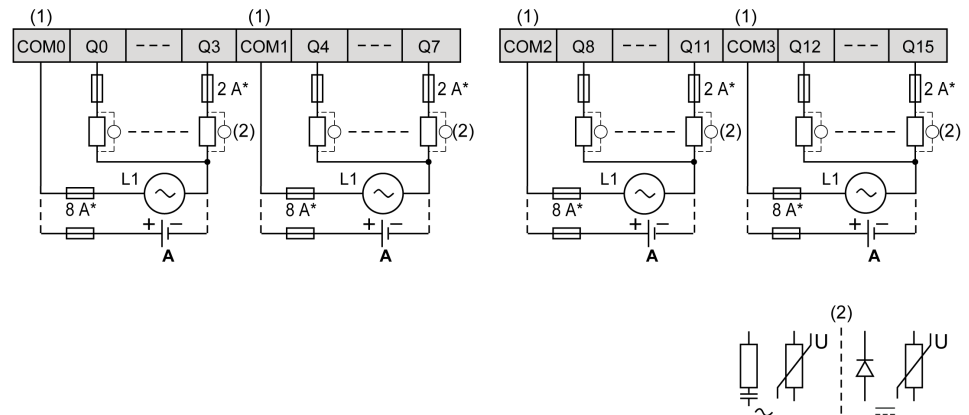 (1) (1) (1) (1)
COM0 Q0 --- Q3 COM1 Q4 --- Q7 COM2 Q8 --- Q11 COM3 Q12 --- Q15
2 A* 2 A* 2 A* 2 A*
(2) (2) (2) (2)
L1 L1 L1 L1
8 A* 8 A* 8 A* 8 A*
+ − + − + − + −
A A A A
(2)
U U